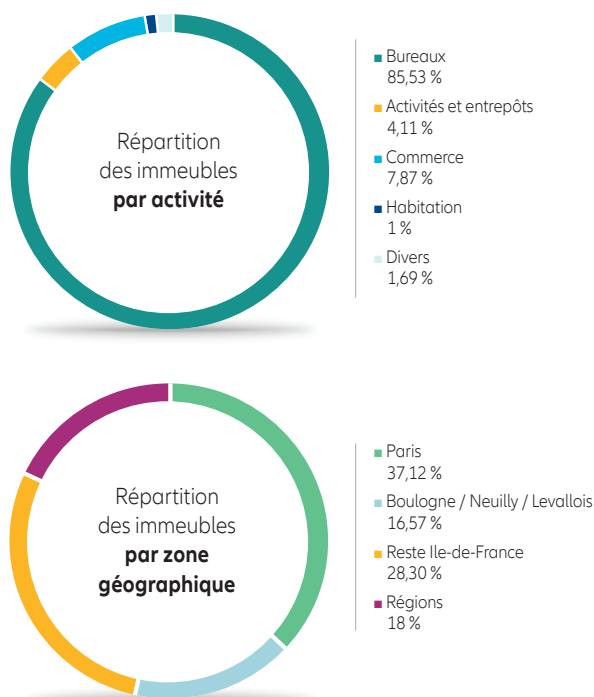 Répartition
des immeubles
par activité
Bureaux
85,53 %
Activités et entrepôts
4,11 %
Commerce
7,87 %
Habitation
1 %
Divers
1,69 %
Répartition
des immeubles
par zone
géographique
Paris
37,12 %
Boulogne / Neuilly / Levallois
16,57 %
Reste Ile-de-France
28,30 %
Régions
18 %